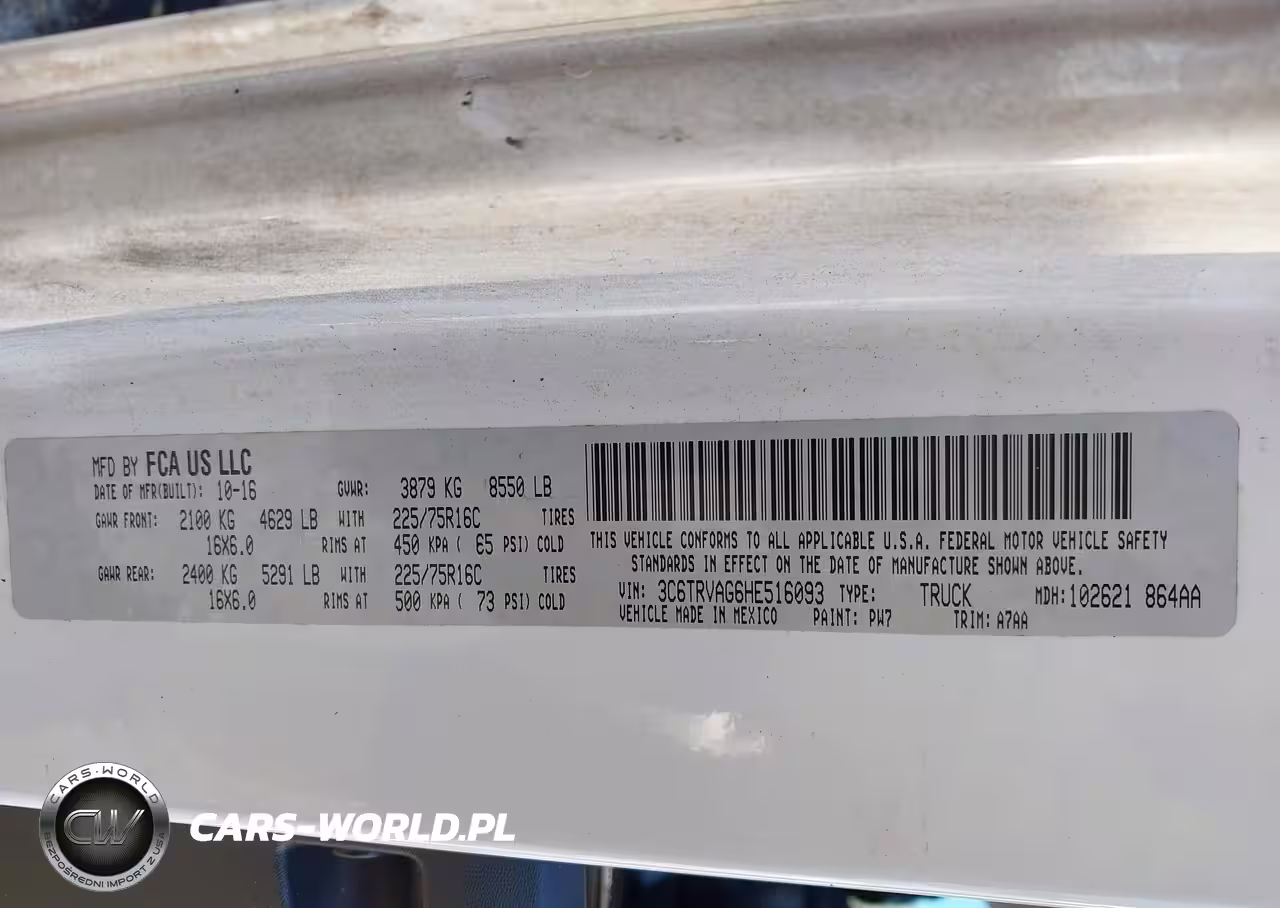 MFD BY FCA US LLC
DATE OF MFR(BUILT): 10-16 GVWR: 3879 KG 8550 LB
GAWR FRONT: 2100 KG 4629 LB WITH 225/75R16C TIRES
16X6.0 RIMS AT 450 KPA ( 65 PSI) COLD
GAWR REAR: 2400 KG 5291 LB WITH 225/75R16C TIRES
16X6.0 RIMS AT 500 KPA ( 73 PSI) COLD
THIS VEHICLE CONFORMS TO ALL APPLICABLE U.S.A. FEDERAL MOTOR VEHICLE SAFETY
STANDARDS IN EFFECT ON THE DATE OF MANUFACTURE SHOWN ABOVE.
VIN: 3C6TRVAG6HE516093 TYPE: TRUCK MDH:102621 864AA
VEHICLE MADE IN MEXICO PAINT: PW7 TRIM: A7AA
CARS-WORLD
CW
BEZPOŚREDNI IMPORT Z USA
CARS-WORLD.PL